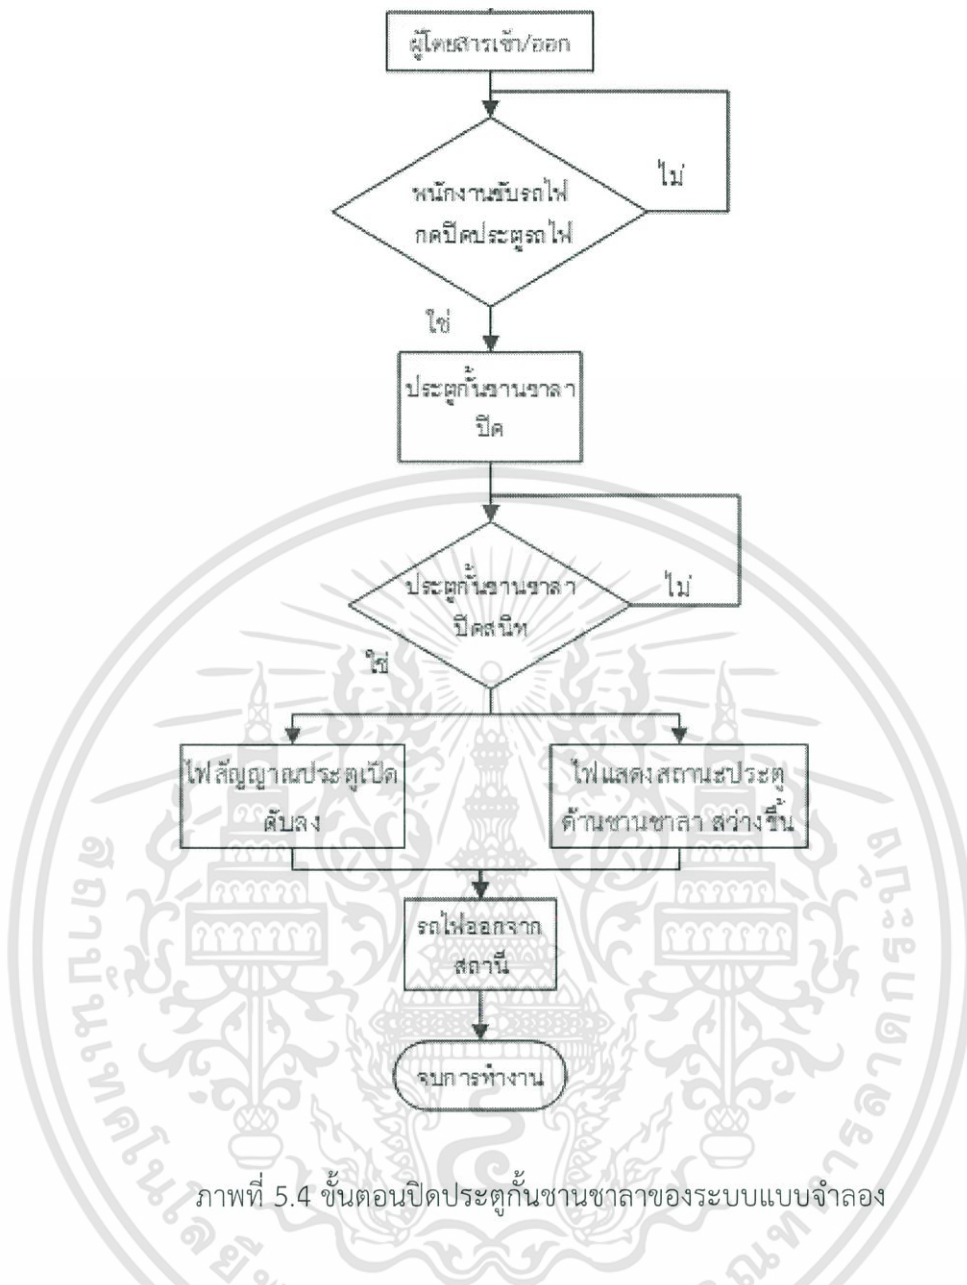 ผู้โดยสารเข้า/ออก
พนักงานขับรถไฟ
กดปิดประตูรถไฟ
ไม่
ใช่
ประตูกั้นชานชาลา
ปิด
ประตูกั้นชานชาลา
ปิดสนิท
ไม่
ใช่
ไฟสัญญาณประตูเปิด
ดับลง
ไฟแสดงสถานะประตู
ด้านชานชาลา สว่างขึ้น
รถไฟออกจาก
สถานี
จบการทำงาน
ภาพที่ 5.4 ขั้นตอนปิดประตูกั้นชานชาลาของระบบแบบจำลอง